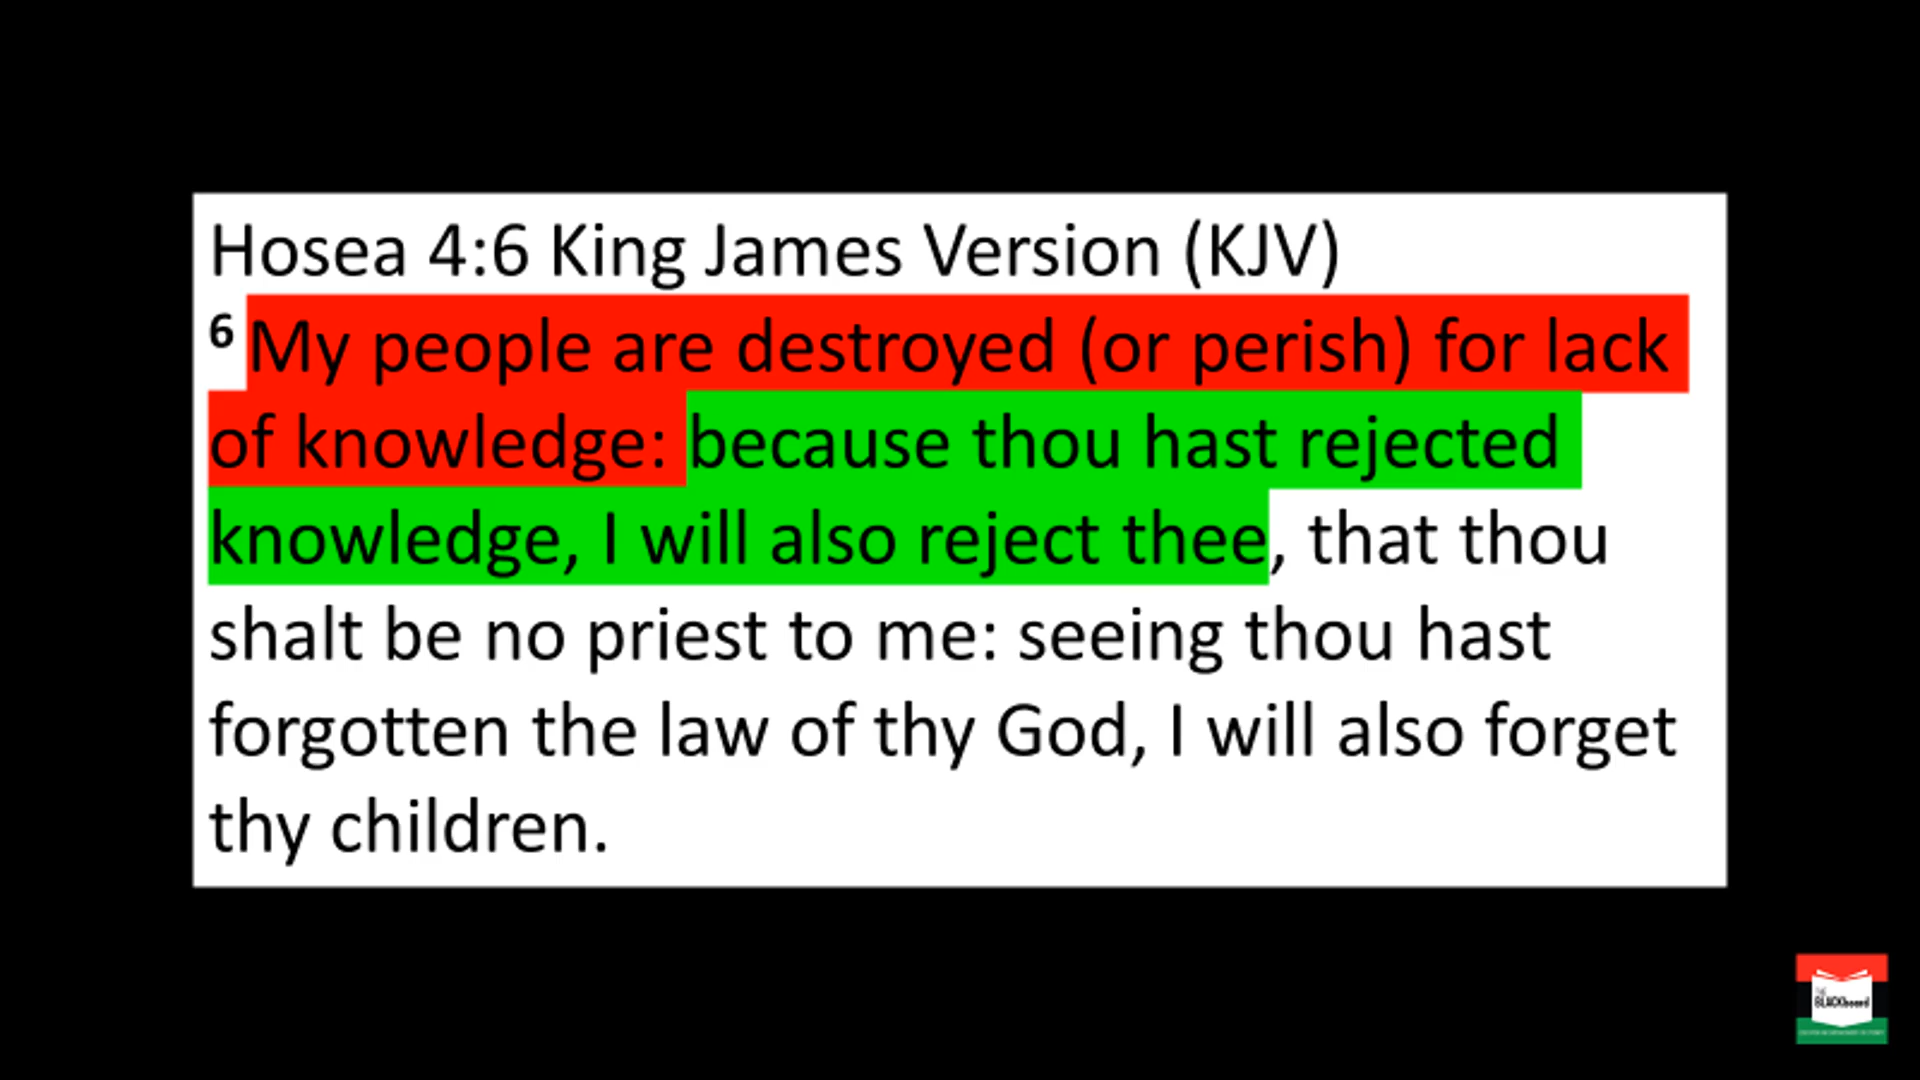 Hosea 4:6 King James Version (KJV)
6 My people are destroyed (or perish) for lack
of knowledge: because thou hast rejected
knowledge, I will also reject thee, that thou
shalt be no priest to me: seeing thou hast
forgotten the law of thy God, I will also forget
thy children.
THE
BLACKboard